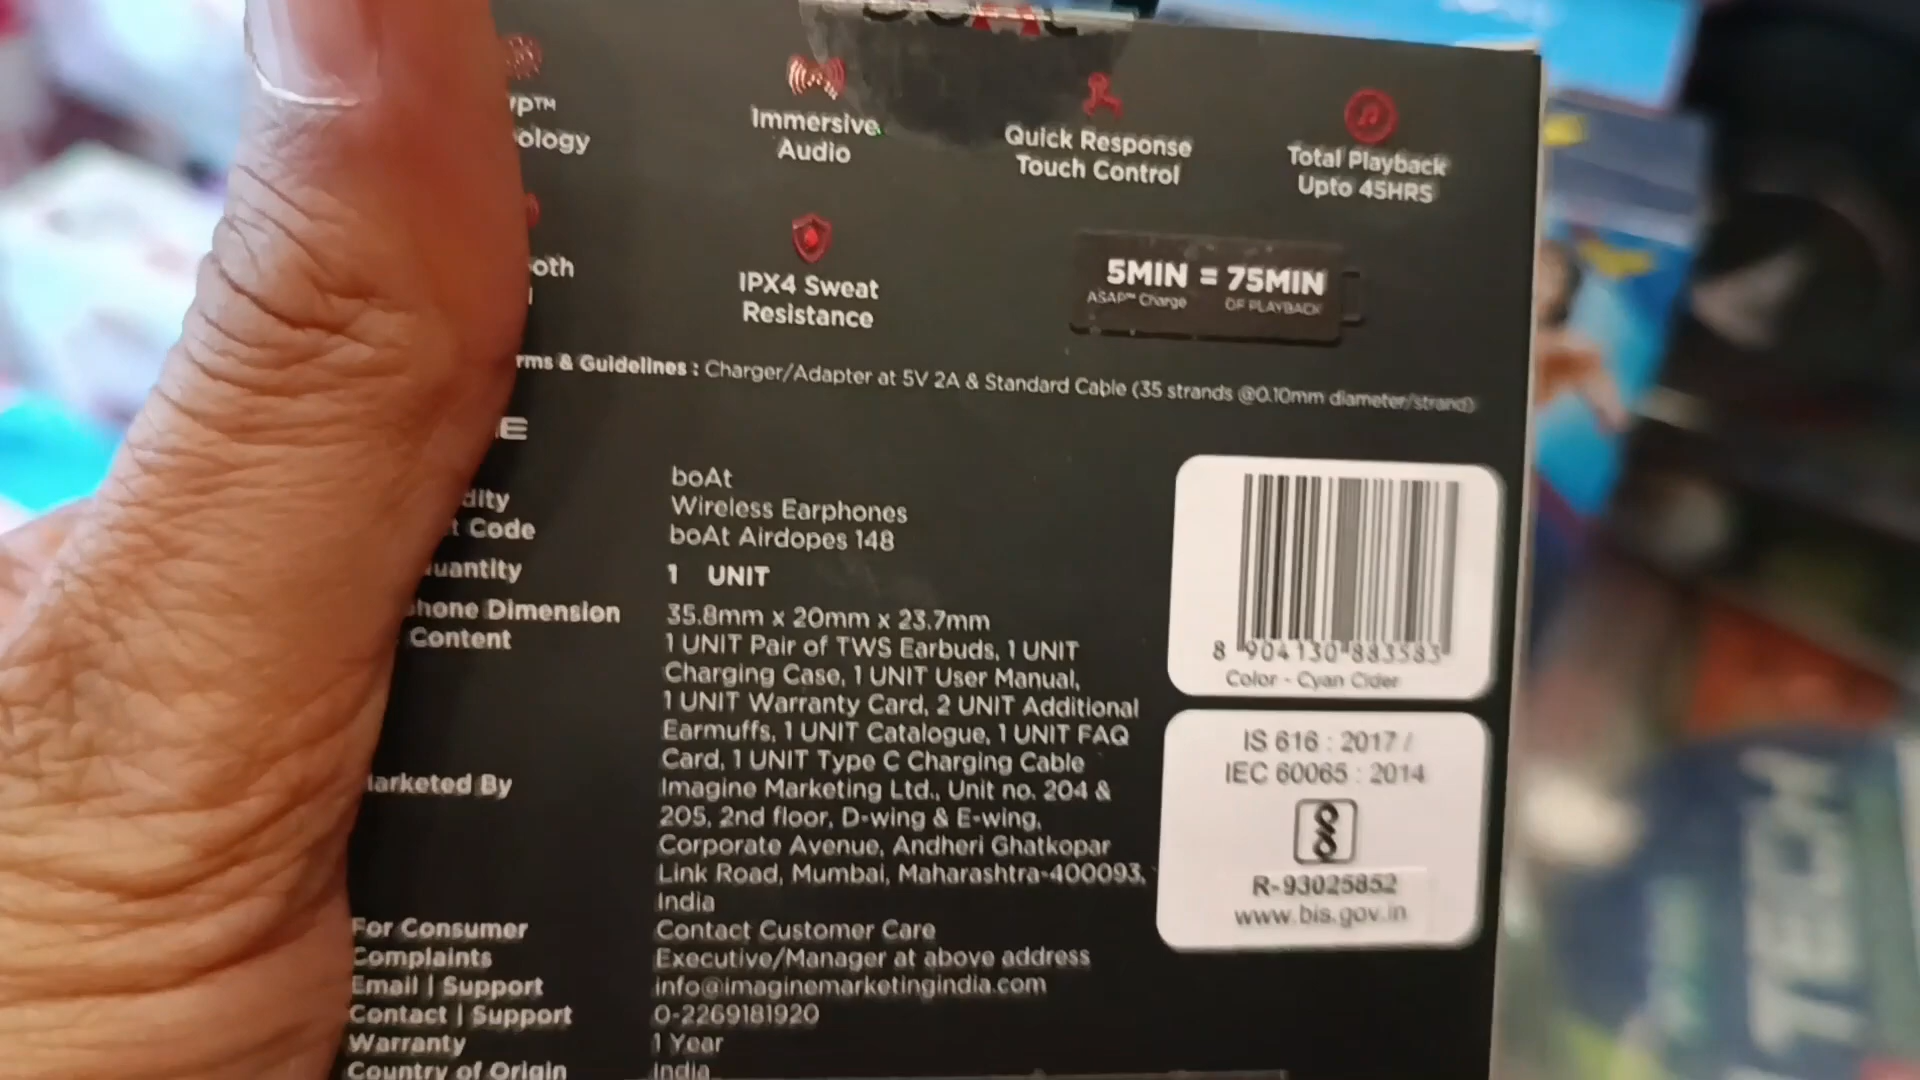 Immersive
Audio
Quick Response
Touch Control
Total Playback
Upto 45HRS
IPX4 Sweat
Resistance
5MIN = 75MIN
ASAP™ Charge OF PLAYBACK
& Guidelines : Charger/Adapter at 5V 2A & Standard Cable (35 strands @0.10mm diameter/strand)
boAt
Wireless Earphones
Code boAt Airdopes 148
1 UNIT
Dimension 35.8mm x 20mm x 23.7mm
Content 1 UNIT Pair of TWS Earbuds, 1 UNIT
Charging Case, 1 UNIT User Manual,
1 UNIT Warranty Card, 2 UNIT Additional
Earmuffs, 1 UNIT Catalogue, 1 UNIT FAQ
Card, 1 UNIT Type C Charging Cable
Marketed By Imagine Marketing Ltd., Unit no. 204 &
205, 2nd floor, D-wing & E-wing,
Corporate Avenue, Andheri Ghatkopar
Link Road, Mumbai, Maharashtra-400093,
India
For Consumer Contact Customer Care
Complaints Executive/Manager at above address
Email | Support info@imaginemarketingindia.com
Contact | Support 0-2269181920
Warranty 1 Year
Country of Origin India
8 904130 883583
Color - Cyan Cider
IS 616 : 2017 /
IEC 60065 : 2014
R-93025852
www.bis.gov.in
TECH